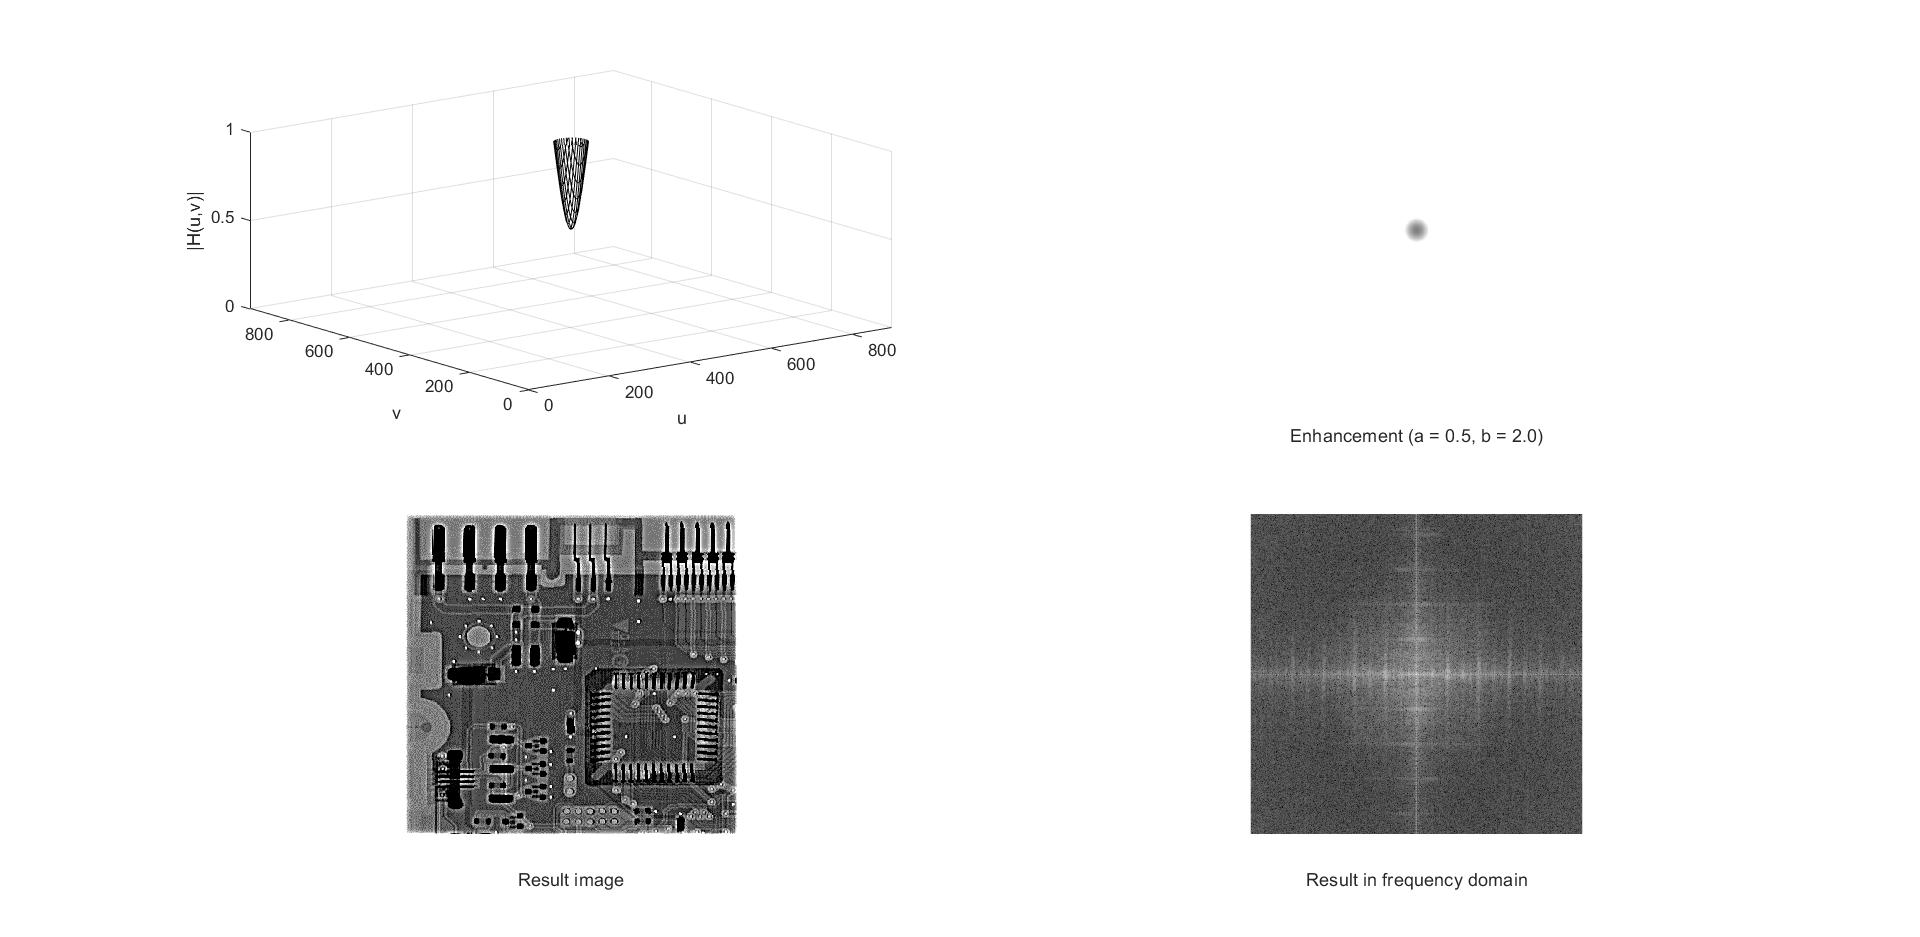 1
0.5
0
|H(u,v)|
800
600
400
200
0
v
0
200
400
600
800
u
Enhancement (a = 0.5, b = 2.0)
Result image
Result in frequency domain